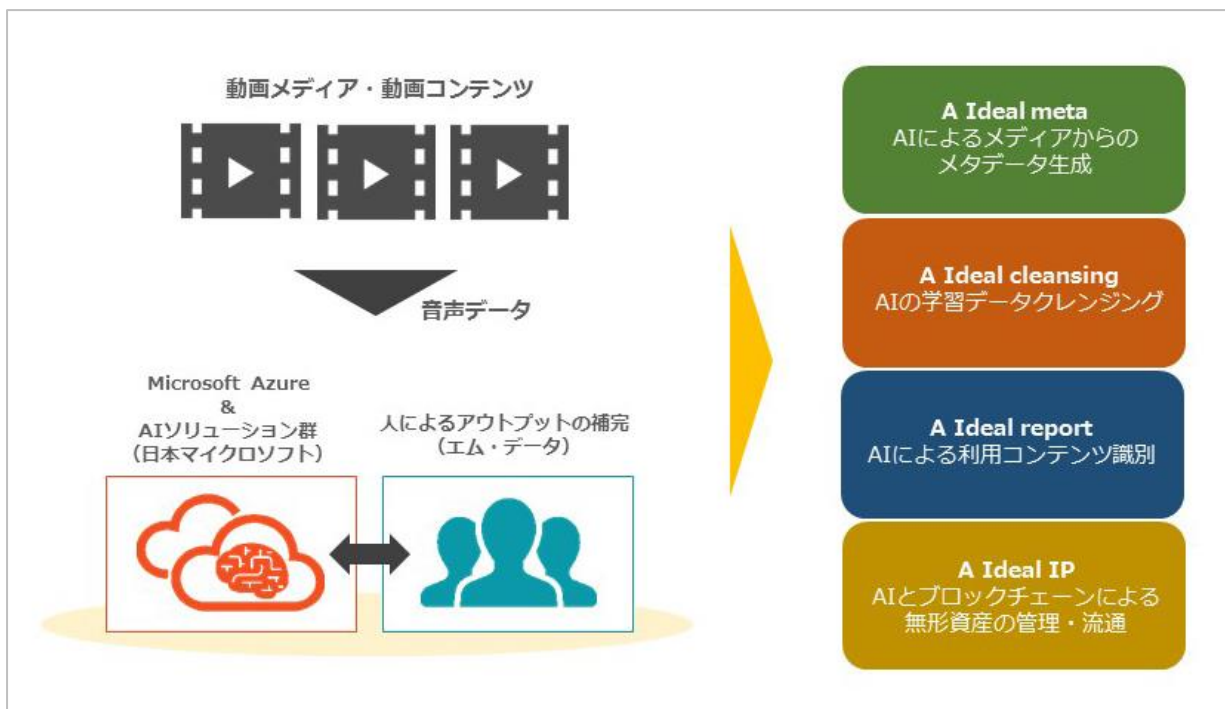 動画メディア・動画コンテンツ
音声データ
Microsoft Azure
&
AIソリューション群
（日本マイクロソフト）
人によるアウトプットの補完
（エム・データ）
A Ideal meta
AIによるメディアからの
メタデータ生成
A Ideal cleansing
AIの学習データクレンジング
A Ideal report
AIによる利用コンテンツ識別
A Ideal IP
AIとブロックチェーンによる
無形資産の管理・流通